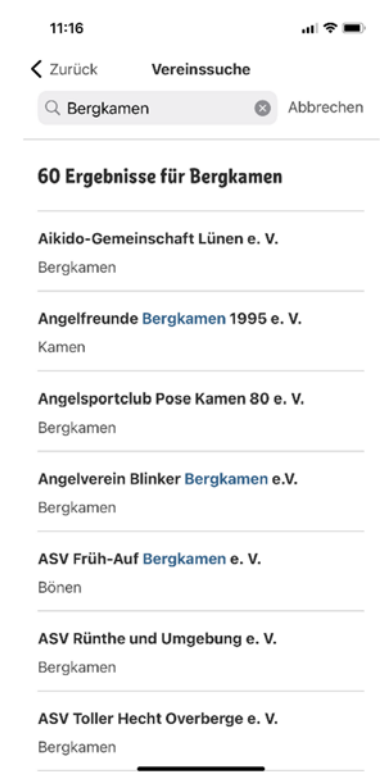 11:16
Zurück Vereinssuche
Bergkamen Abbrechen
60 Ergebnisse für Bergkamen
Aikido-Gemeinschaft Lünen e. V.
Bergkamen
Angelfreunde Bergkamen 1995 e. V.
Kamen
Angelsportclub Pose Kamen 80 e. V.
Bergkamen
Angelverein Blinker Bergkamen e.V.
Bergkamen
ASV Früh-Auf Bergkamen e. V.
Bönen
ASV Rünthe und Umgebung e. V.
Bergkamen
ASV Toller Hecht Overberge e. V.
Bergkamen